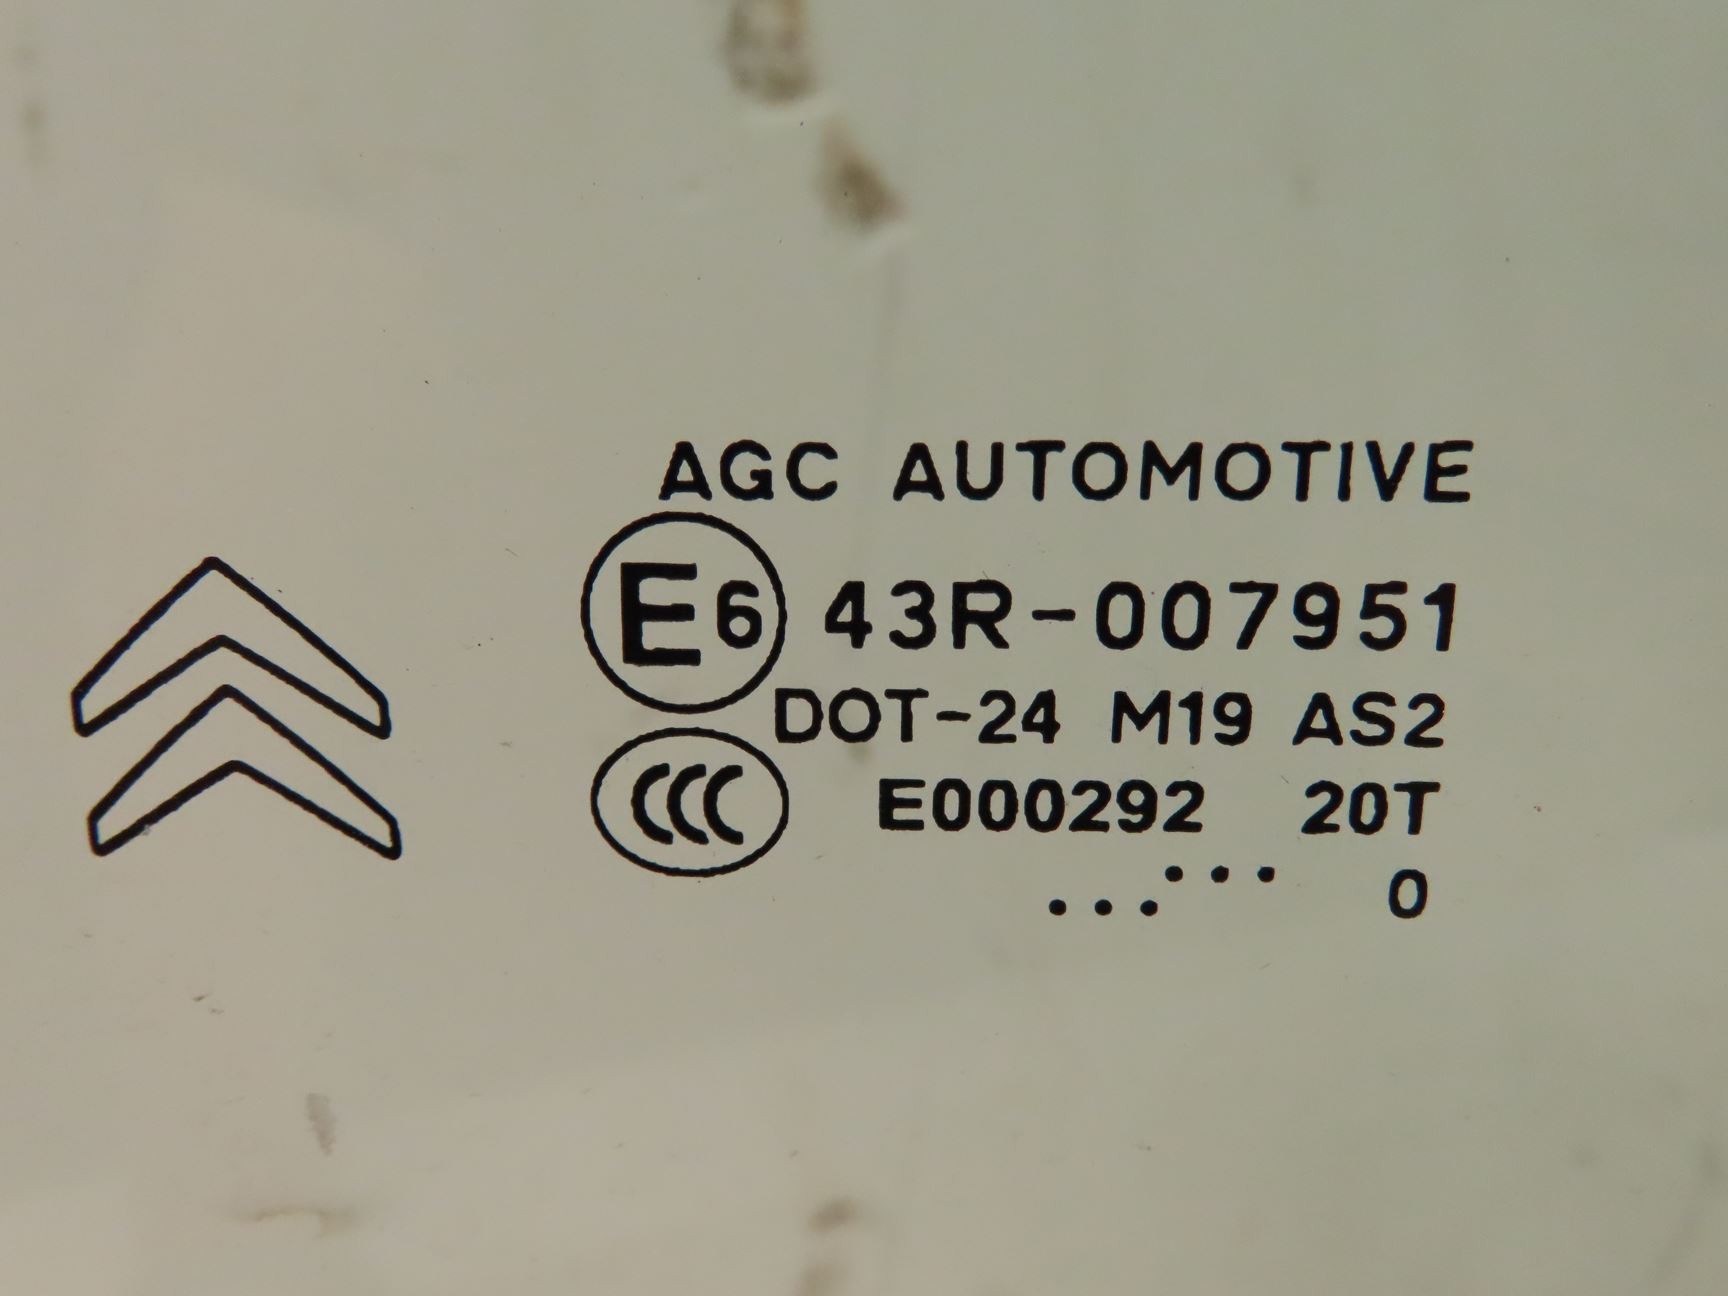 AGC AUTOMOTIVE
E6 43R-007951
DOT-24 M19 AS2
CCC E000292 20T
...... 0